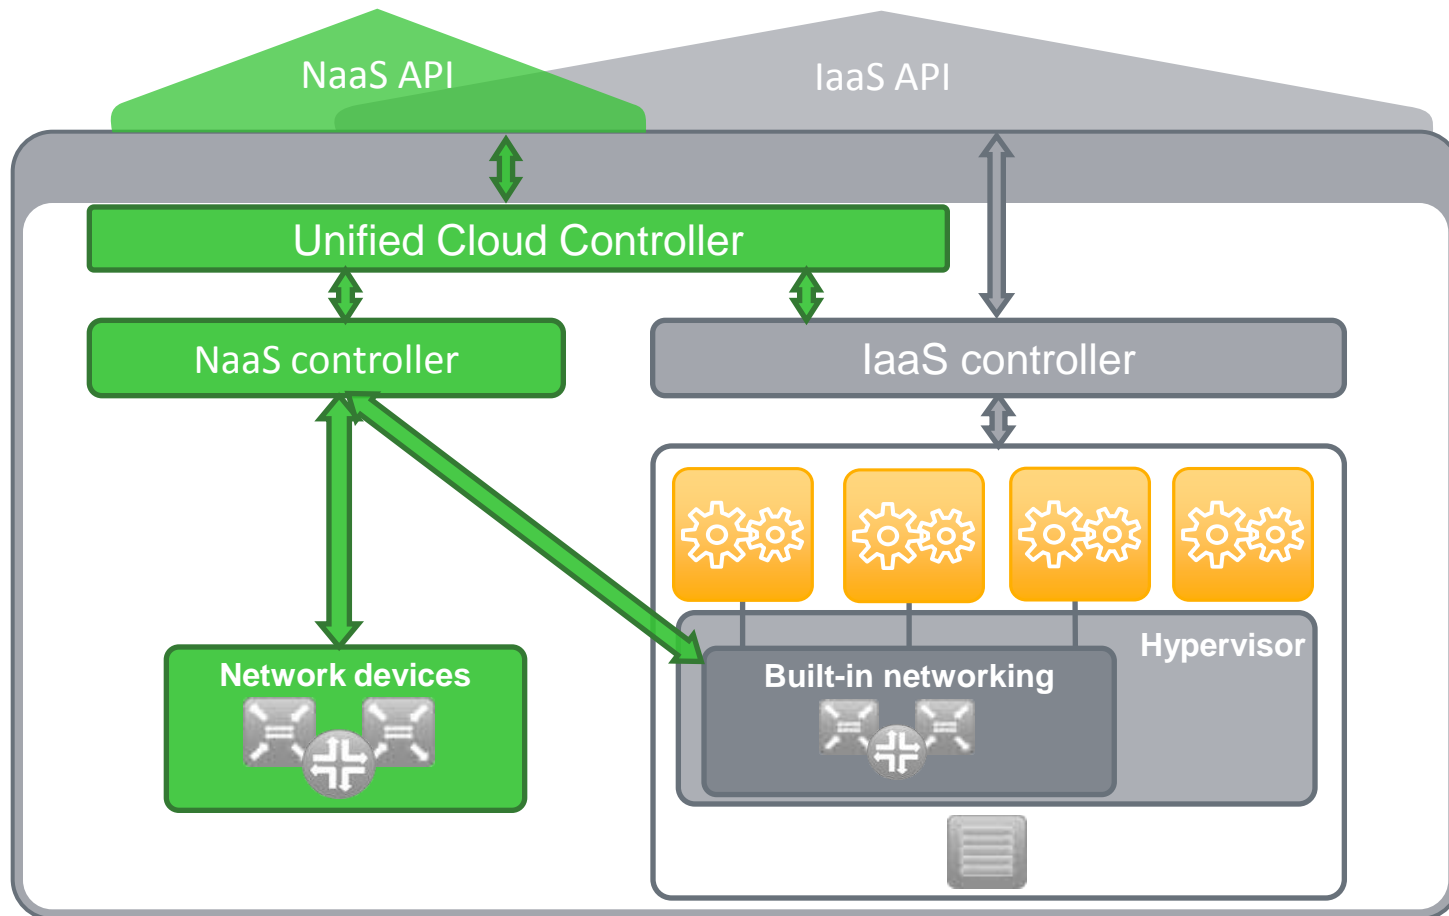 NaaS API
IaaS API
Unified Cloud Controller
NaaS controller
IaaS controller
Hypervisor
Network devices
Built-in networking